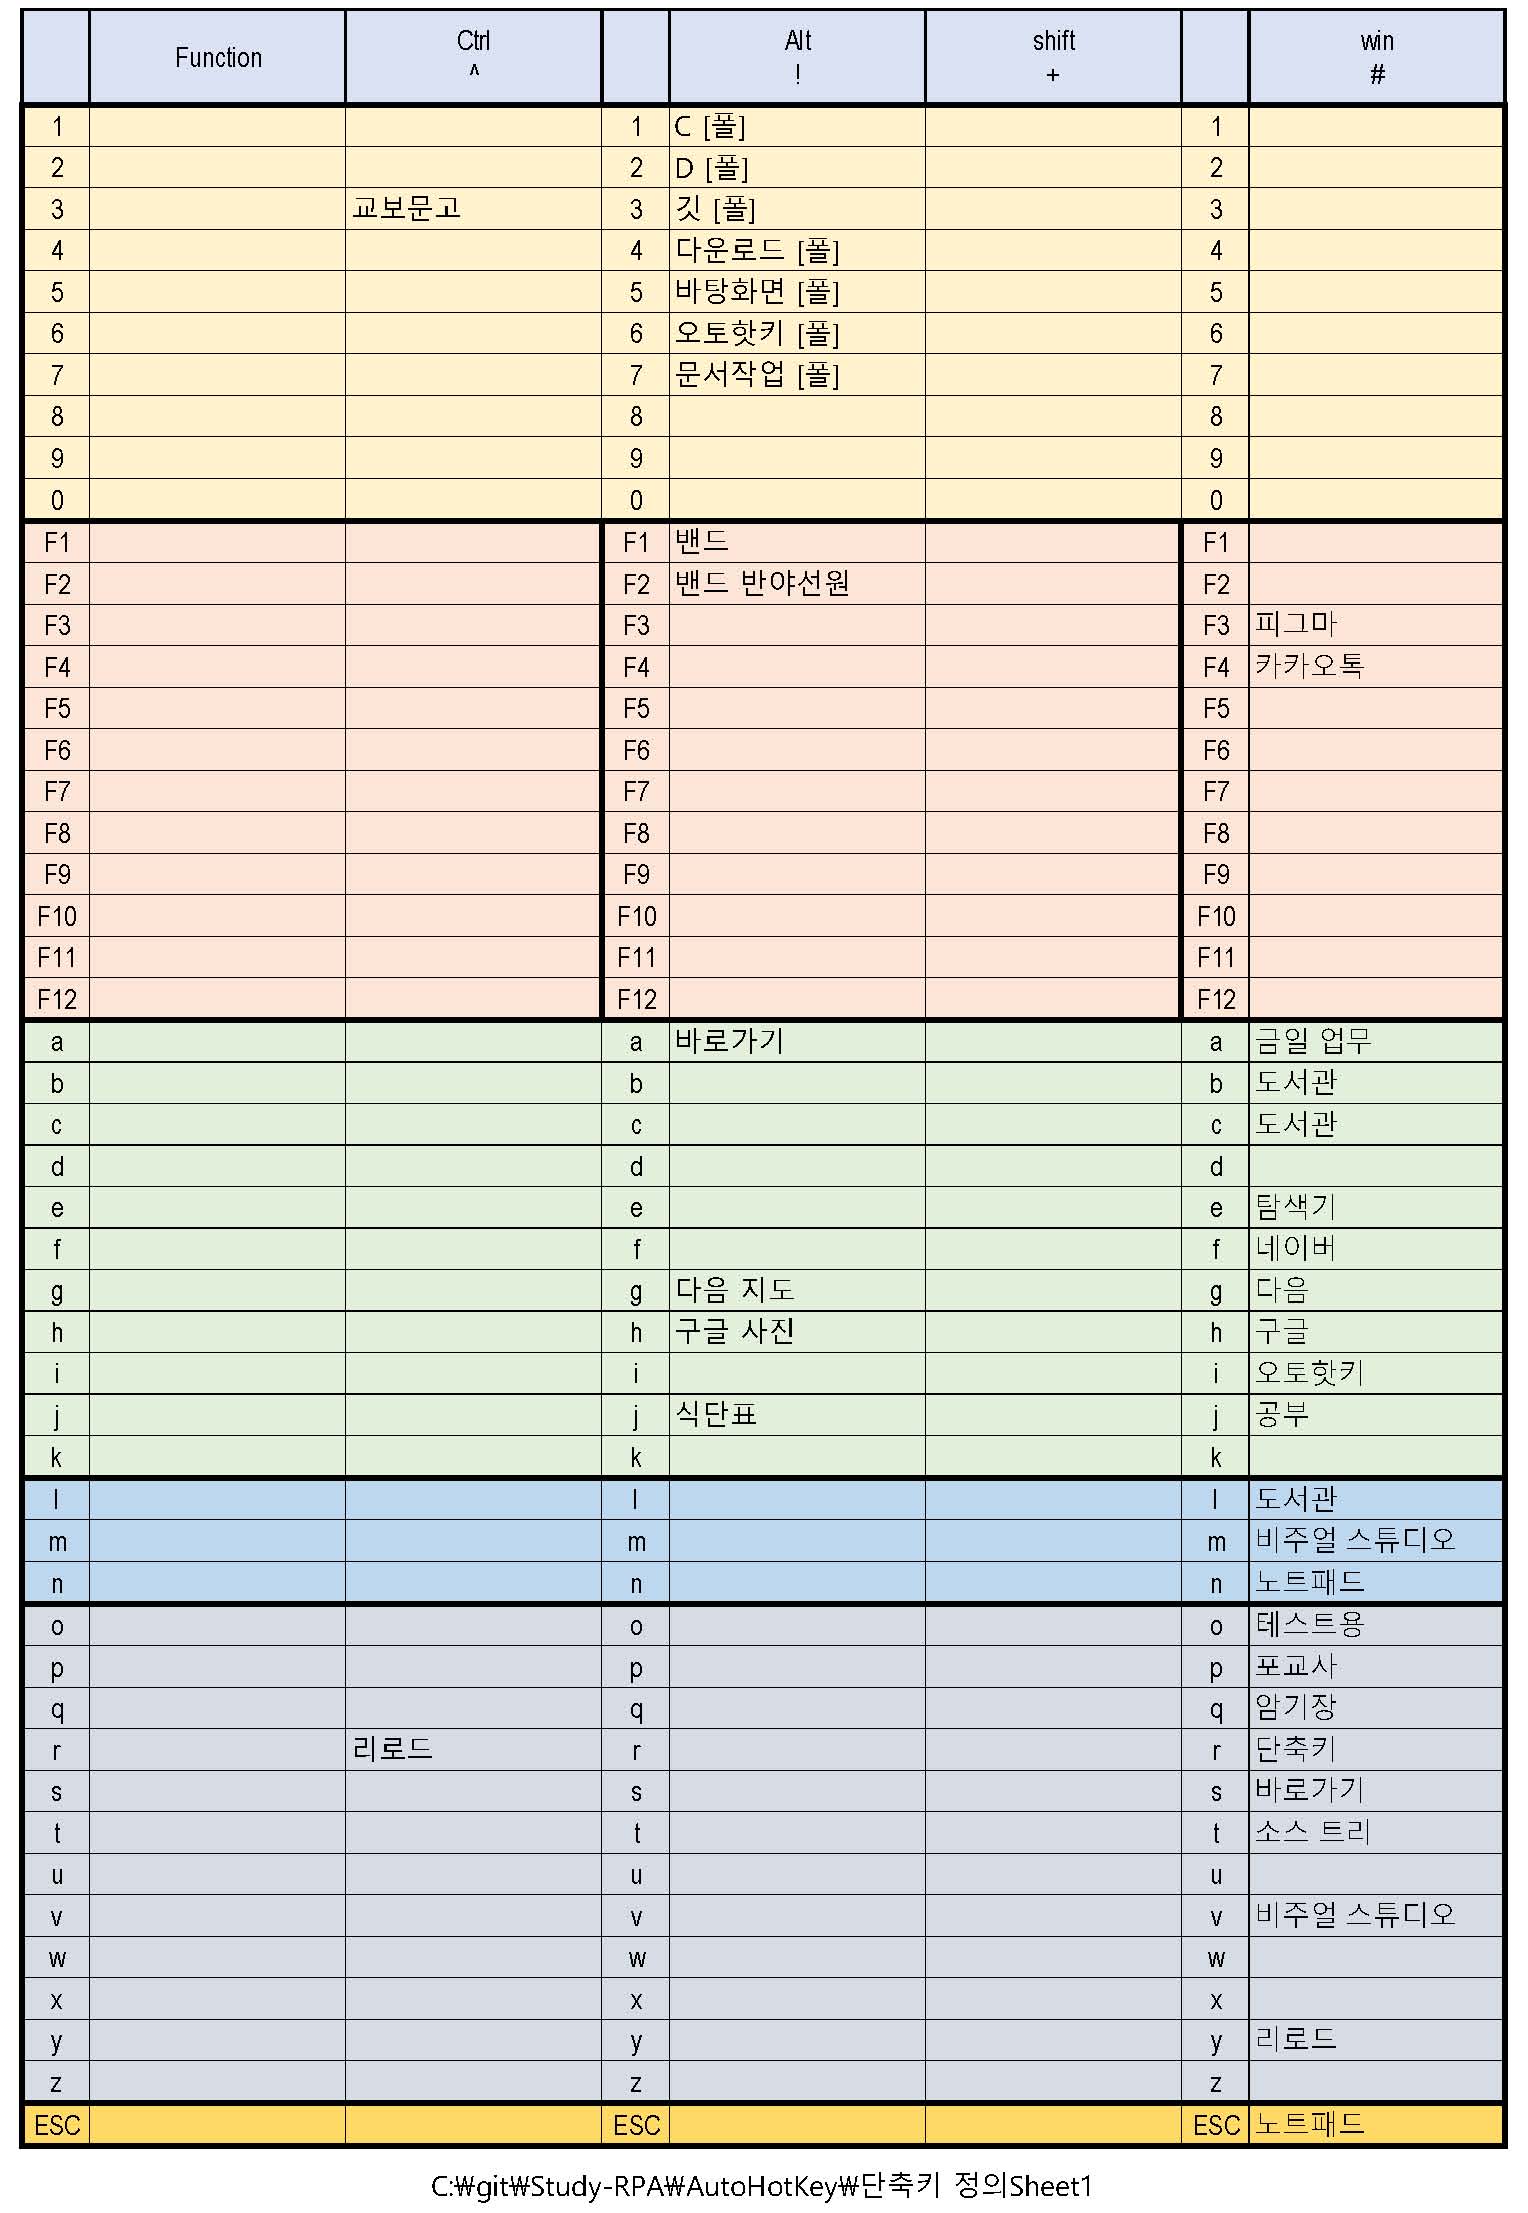 Function Ctrl Alt shift win
^ ! + #
1 1 C [폴] 1
2 2 D [폴] 2
3 교보문고 3 깃 [폴] 3
4 4 다운로드 [폴] 4
5 5 바탕화면 [폴] 5
6 6 오토핫키 [폴] 6
7 7 문서작업 [폴] 7
8 8 8
9 9 9
0 0 0
F1 F1 밴드 F1
F2 F2 밴드 반야선원 F2
F3 F3 F3 피그마
F4 F4 F4 카카오톡
F5 F5 F5
F6 F6 F6
F7 F7 F7
F8 F8 F8
F9 F9 F9
F10 F10 F10
F11 F11 F11
F12 F12 F12
a a 바로가기 a 금일 업무
b b b 도서관
c c c 도서관
d d d
e e e 탐색기
f f f 네이버
g g 다음 지도 g 다음
h h 구글 사진 h 구글
i i i 오토핫키
j j 식단표 j 공부
k k k
l l l 도서관
m m m 비주얼 스튜디오
n n n 노트패드
o o o 테스트용
p p p 포교사
q q q 암기장
r 리로드 r r 단축키
s s s 바로가기
t t t 소스 트리
u u u
v v v 비주얼 스튜디오
w w w
x x x
y y y 리로드
z z z
ESC ESC ESC 노트패드
C:₩git₩Study-RPA₩AutoHotKey₩단축키 정의Sheet1